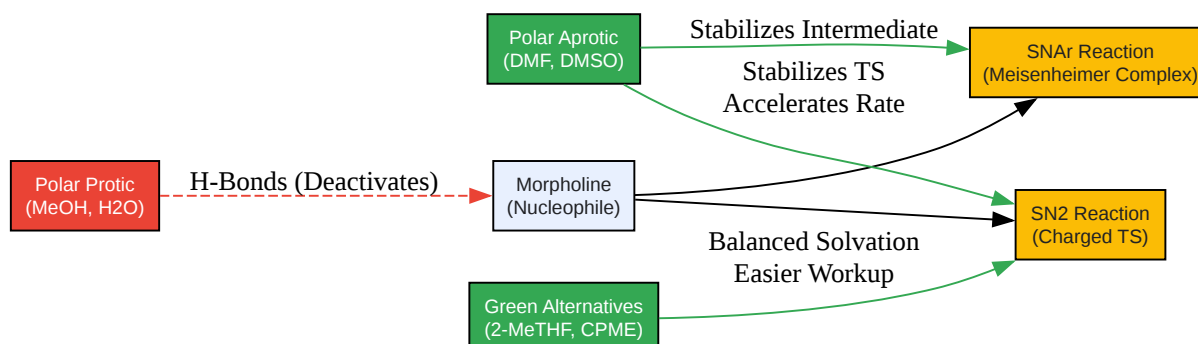 Polar Aprotic
(DMF, DMSO)
Stabilizes Intermediate
SNAr Reaction
(Meisenheimer Complex)
Stabilizes TS
Accelerates Rate
Polar Protic
(MeOH, H2O)
H-Bonds (Deactivates)
Morpholine
(Nucleophile)
SN2 Reaction
(Charged TS)
Balanced Solvation
Easier Workup
Green Alternatives
(2-MeTHF, CPME)